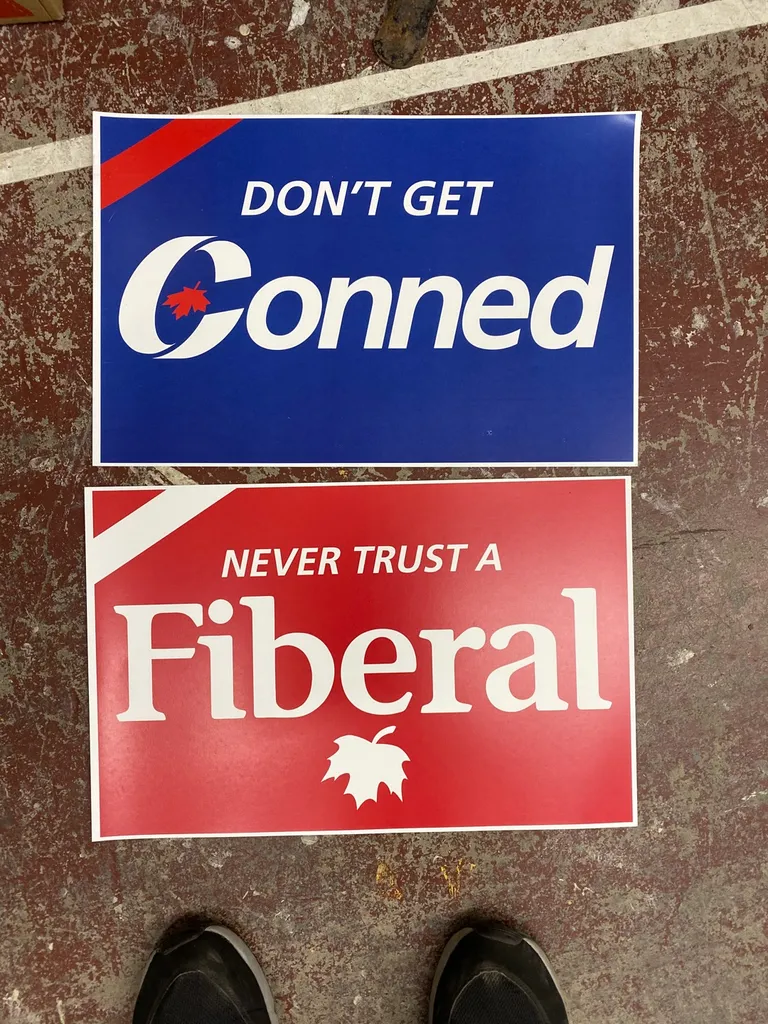 DON'T GET
Conned
NEVER TRUST A
Fiberal